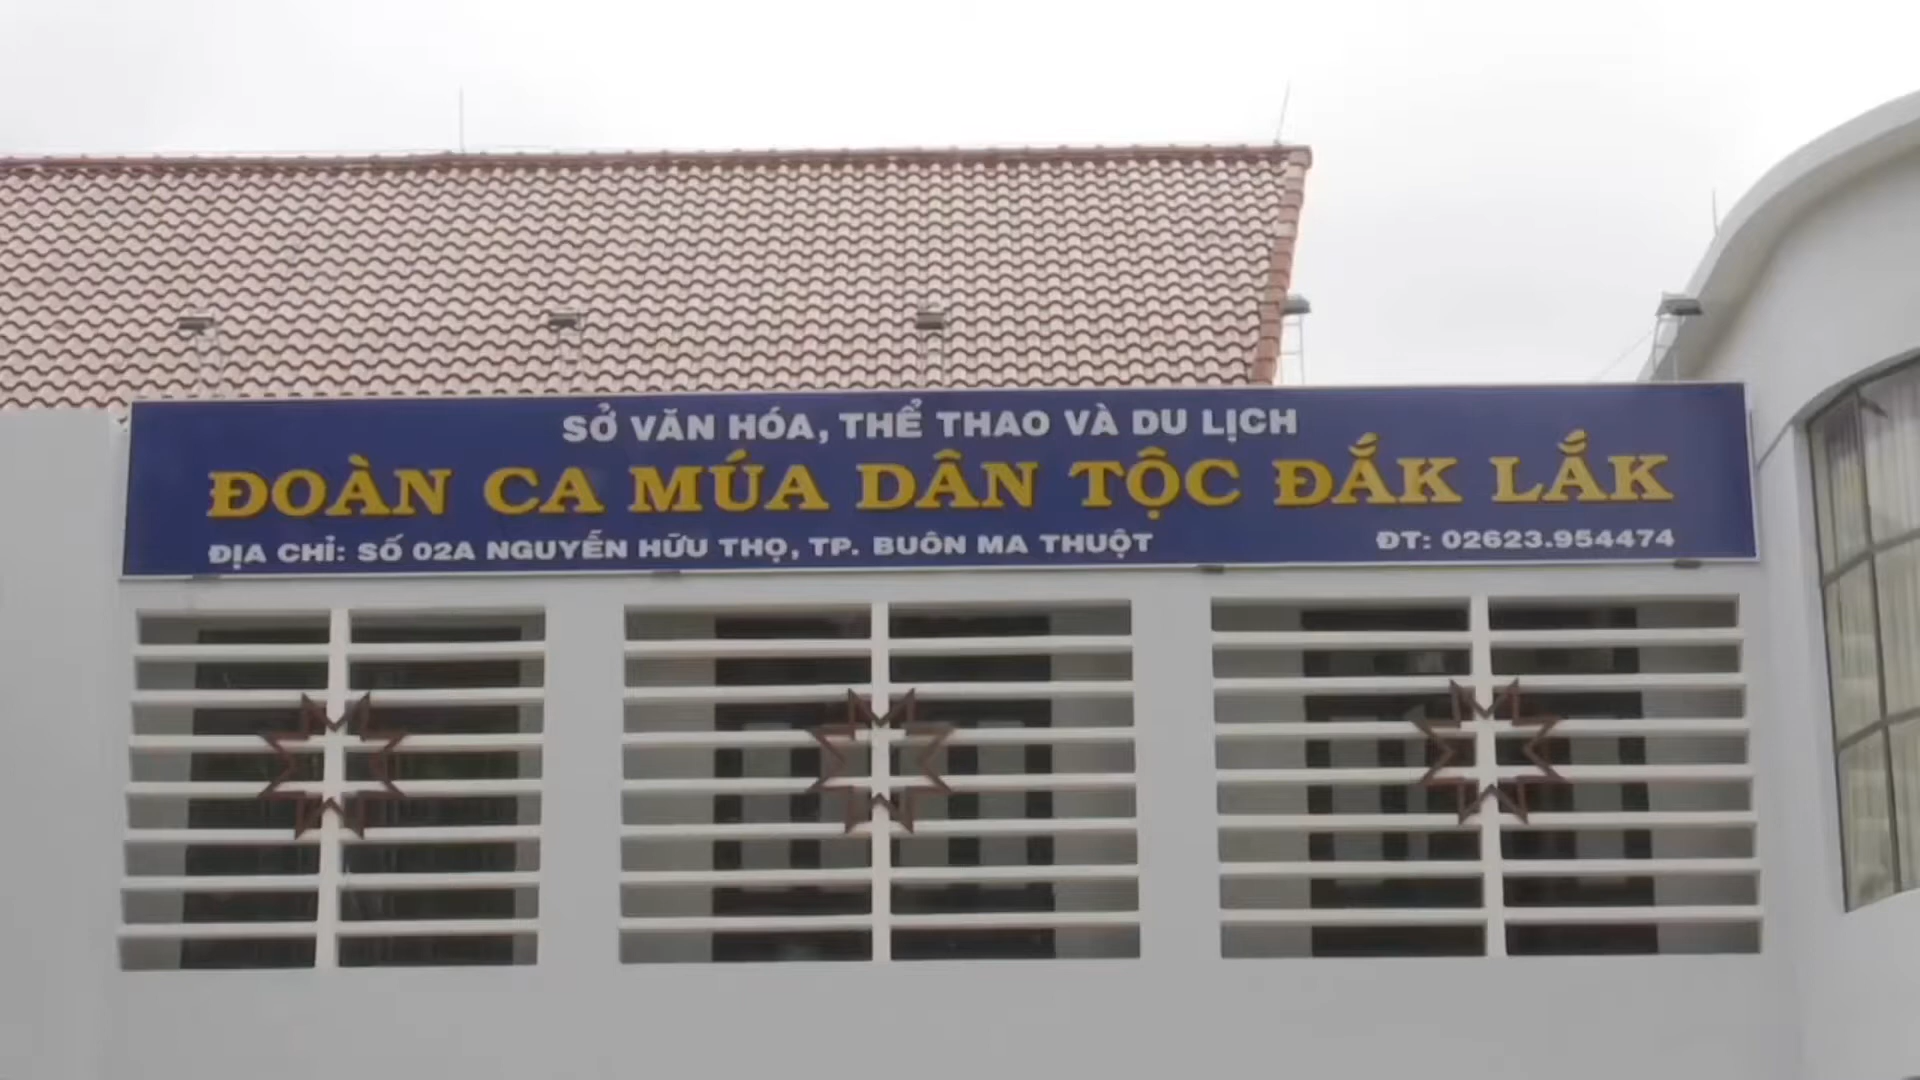 SỞ VĂN HÓA, THỂ THAO VÀ DU LỊCH
ĐOÀN CA MÚA DÂN TỘC ĐẮK LẮK
ĐỊA CHỈ: SỐ 02A NGUYỄN HỮU THỌ, TP. BUÔN MA THUỘT ĐT: 02623.954474